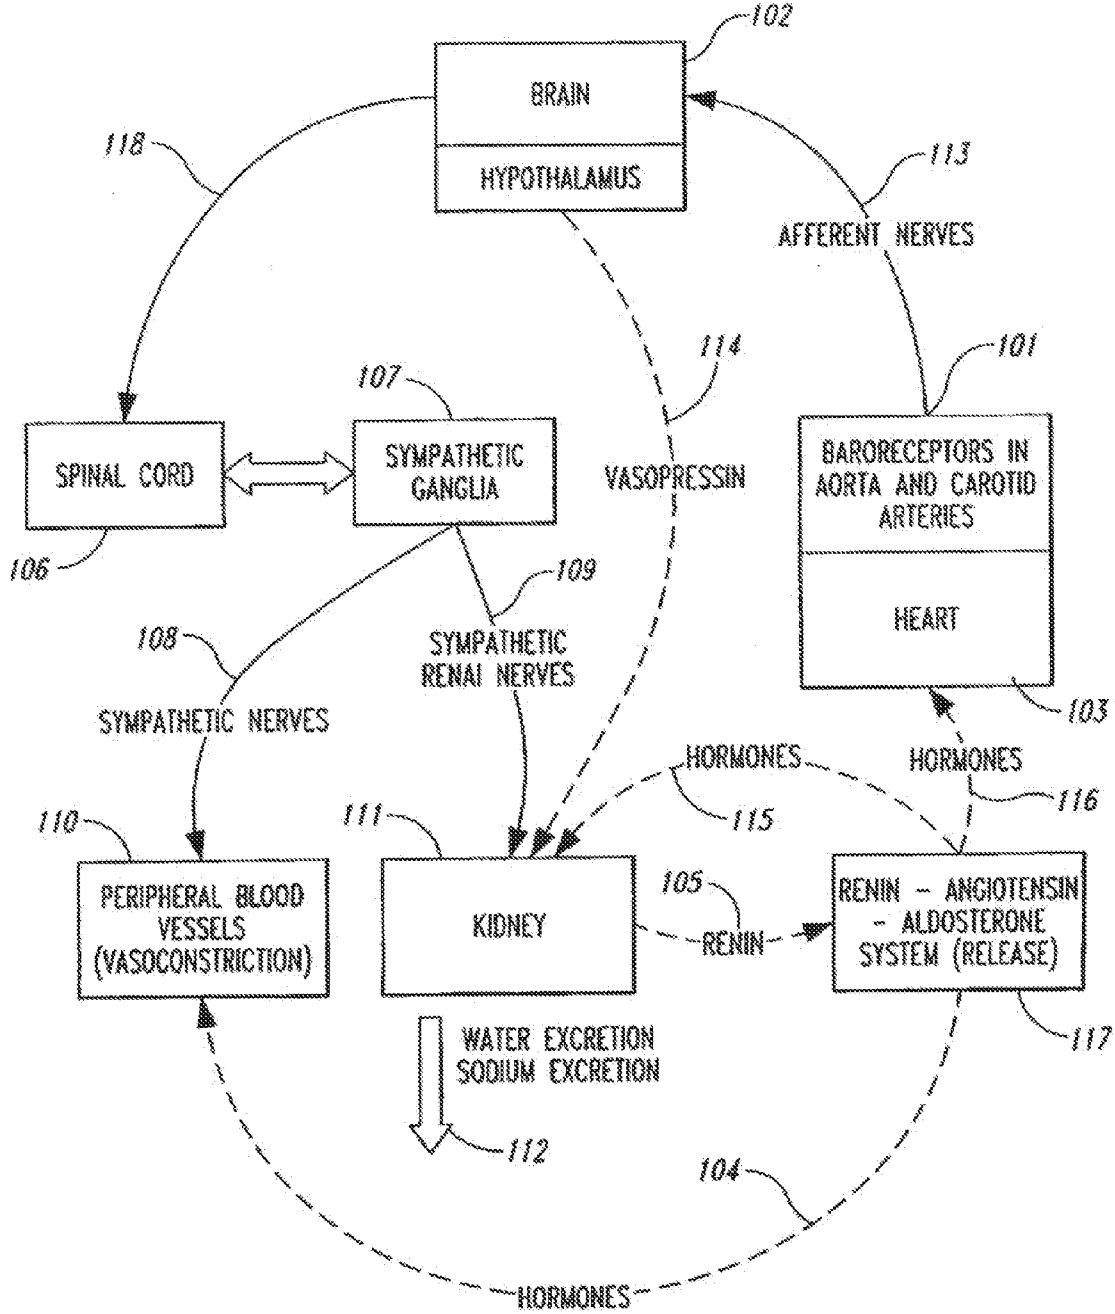 102
BRAIN
HYPOTHALAMUS
118
113
AFFERENT NERVES
114
101
107
SPINAL CORD
SYMPATHETIC
GANGLIA
VASOPRESSIN
BARORECEPTORS IN
AORTA AND CAROTID
ARTERIES
HEART
106
109
108
SYMPATHETIC
RENAI NERVES
SYMPATHETIC NERVES
103
HORMONES
HORMONES
115
116
110
111
105
PERIPHERAL BLOOD
VESSELS
(VASOCONSTRICTION)
KIDNEY
RENIN
RENIN – ANGIOTENSIN
– ALDOSTERONE
SYSTEM (RELEASE)
117
WATER EXCRETION
SODIUM EXCRETION
112
104
HORMONES